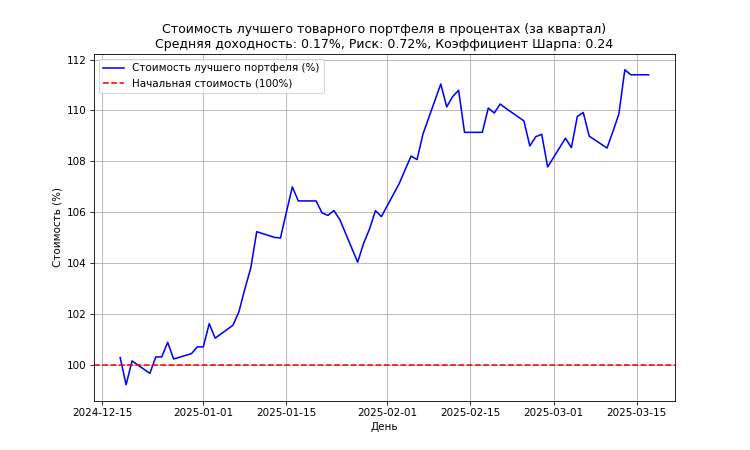 Стоимость лучшего товарного портфеля в процентах (за квартал)
Средняя доходность: 0.17%, Риск: 0.72%, Коэффициент Шарпа: 0.24
Стоимость лучшего портфеля (%)
Начальная стоимость (100%)
Стоимость (%)
112
110
108
106
104
102
100
2024-12-15
2025-01-01
2025-01-15
2025-02-01
2025-02-15
2025-03-01
2025-03-15
День